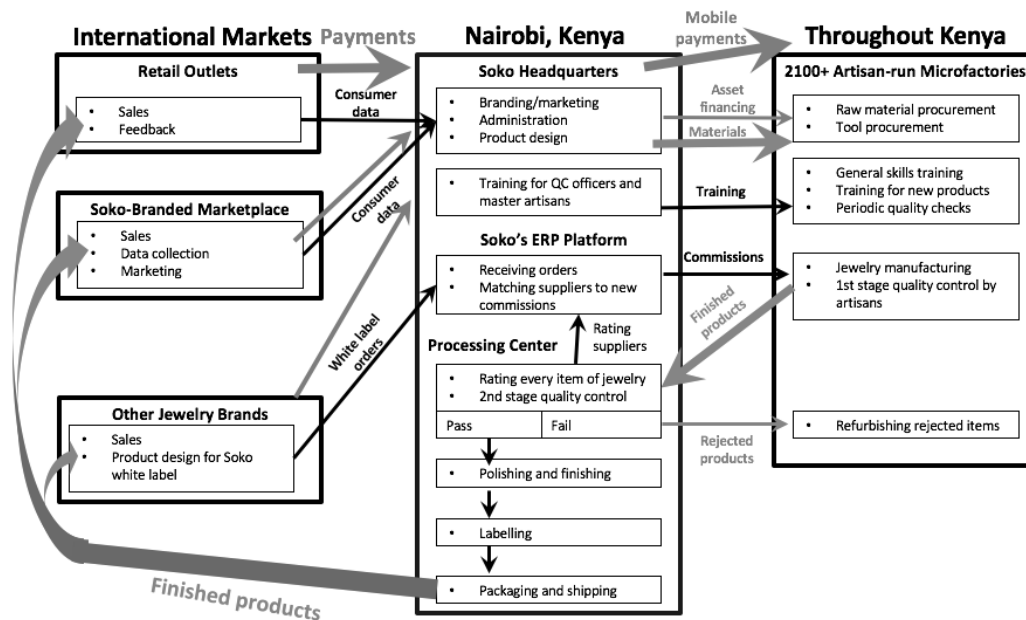 International Markets
Payments
Nairobi, Kenya
Mobile
payments
Throughout Kenya
Retail Outlets
• Sales
• Feedback
Consumer
data
Soko-Branded Marketplace
• Sales
• Data collection
• Marketing
Consumer
data
Other Jewelry Brands
• Sales
• Product design for Soko
white label
White label
orders
Finished products
Soko Headquarters
• Branding/marketing
• Administration
• Product design
• Training for QC officers and
master artisans
Soko's ERP Platform
• Receiving orders
• Matching suppliers to new
commissions
Rating
suppliers
Processing Center
• Rating every item of jewelry
• 2nd stage quality control
Pass
Fail
• Polishing and finishing
• Labelling
• Packaging and shipping
Asset
financing
Materials
Training
Commissions
Finished
products
Rejected
products
2100+ Artisan-run Microfactories
• Raw material procurement
• Tool procurement
• General skills training
• Training for new products
• Periodic quality checks
• Jewelry manufacturing
• 1st stage quality control by
artisans
• Refurbishing rejected items